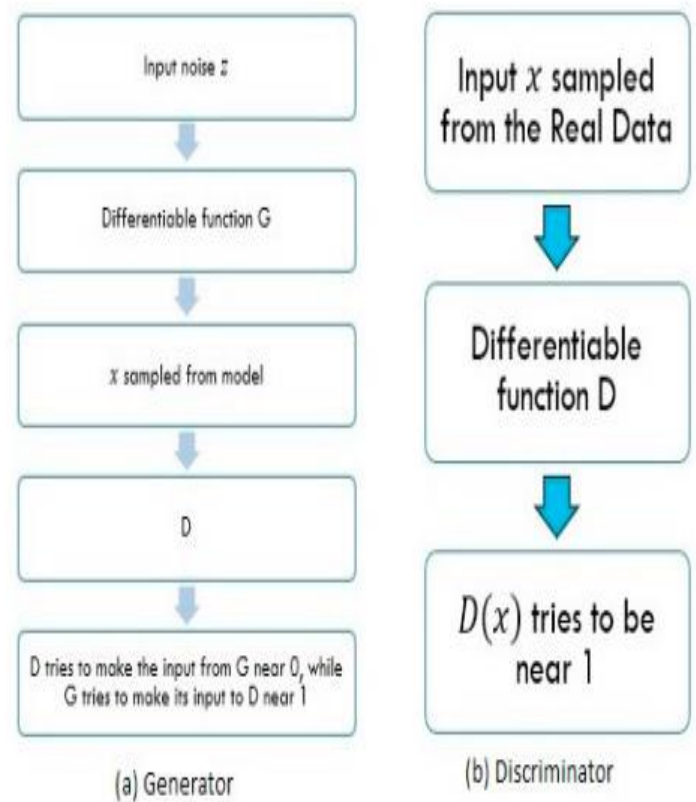 Input noise z
Differentiable function G
x sampled from model
D
D tries to make the input from G near 0, while
G tries to make its input to D near 1
(a) Generator
Input x sampled
from the Real Data
Differentiable
function D
D(x) tries to be
near 1
(b) Discriminator